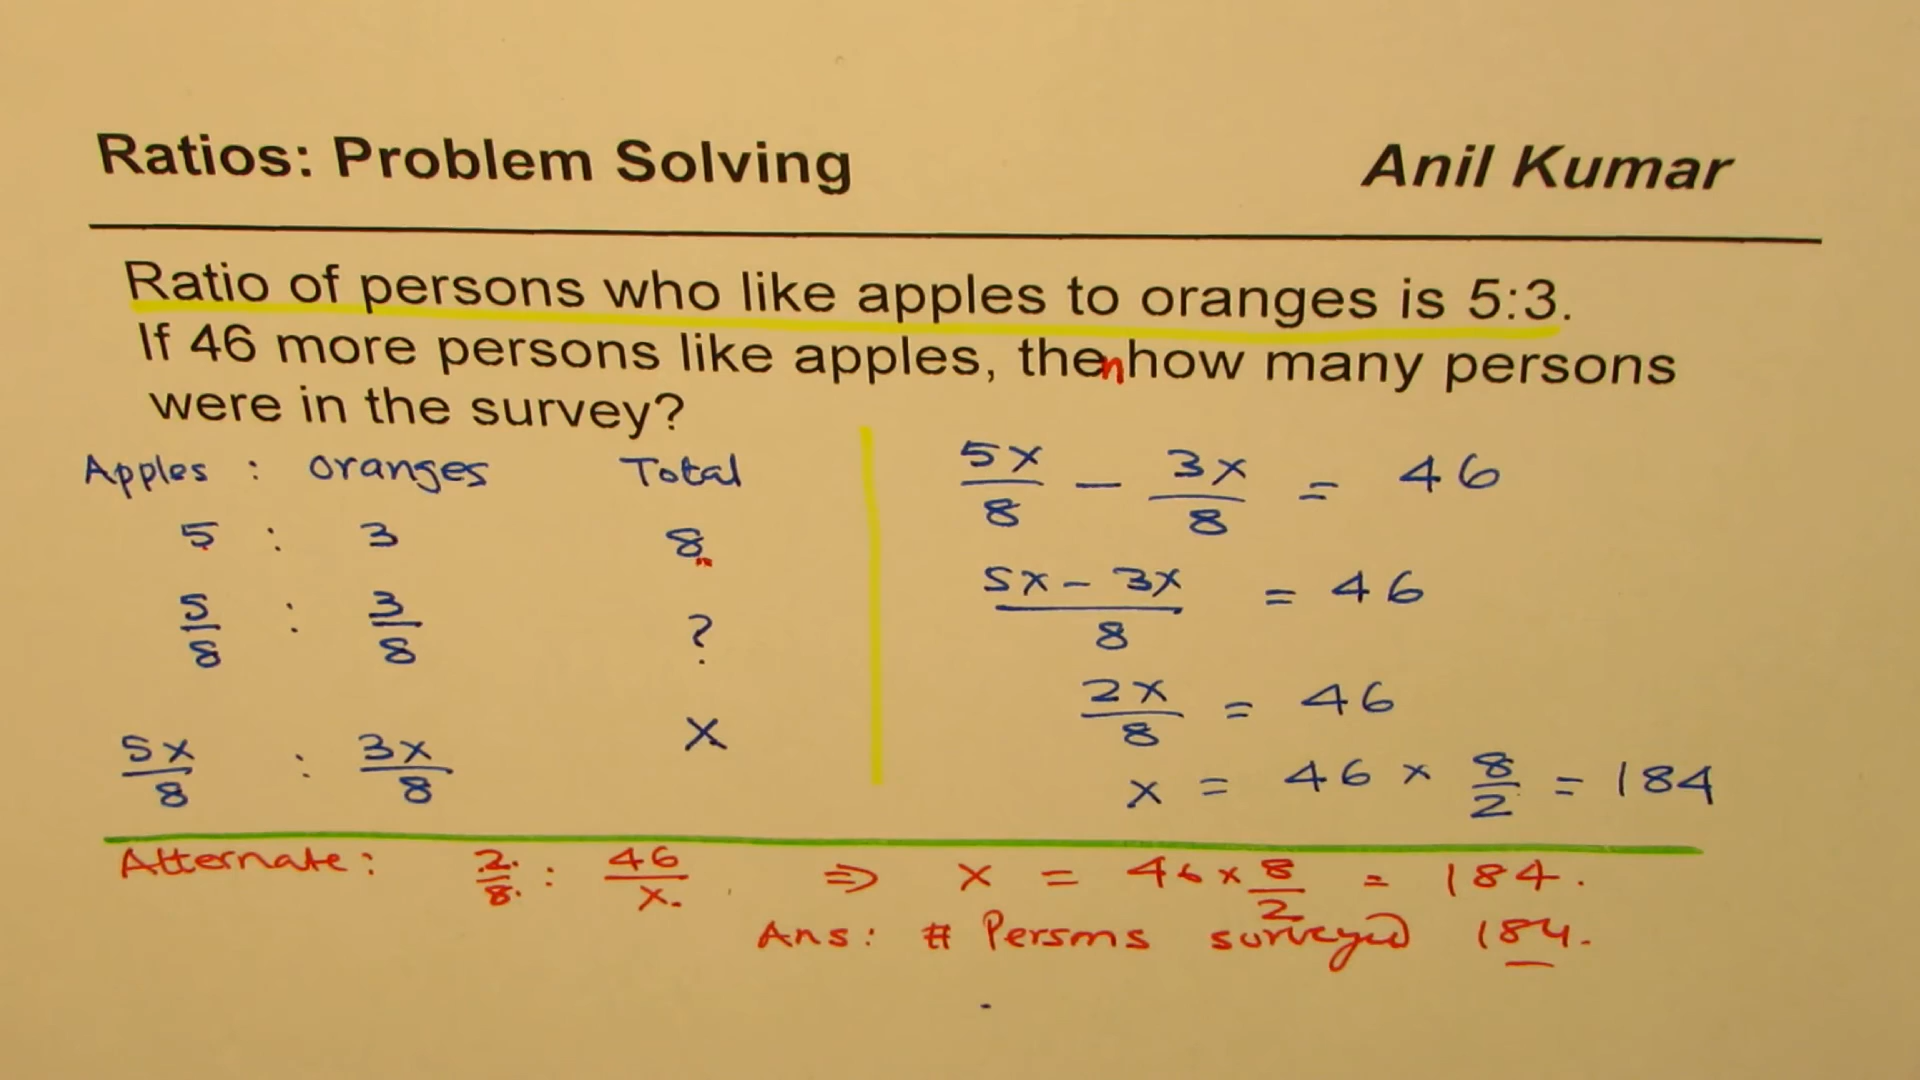 Ratios: Problem Solving Anil Kumar
Ratio of persons who like apples to oranges is 5:3.
If 46 more persons like apples, then how many persons
were in the survey?
Apples : oranges Total
5 : 3 8
5/8 : 3/8 ?
5x/8 : 3x/8 x
5x/8 - 3x/8 = 46
5x - 3x/8 = 46
2x/8 = 46
x = 46 x 8/2 = 184
Alternate: 2/8 : 46/x ⇒ x = 46 x 8/2 = 184.
Ans: # Persons surveyed 184.